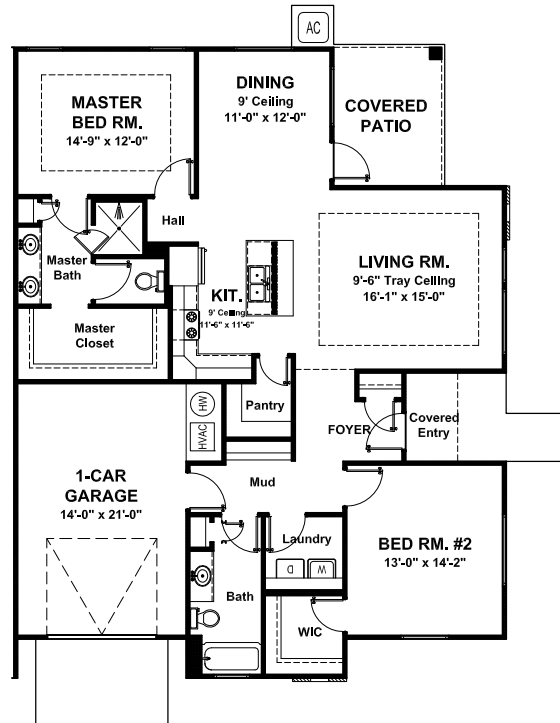 AC
DINING
9' Ceiling
11'-0" x 12'-0"
MASTER
BED RM.
14'-9" x 12'-0"
COVERED
PATIO
Hall
Master
Bath
LIVING RM.
9'-6" Tray Ceiling
16'-1" x 15'-0"
KIT.
9' Ceiling
11'-6" x 11'-6"
Master
Closet
HW
HVAC
Pantry
FOYER
Covered
Entry
1-CAR
GARAGE
14'-0" x 21'-0"
Mud
Laundry
D
W
BED RM. #2
13'-0" x 14'-2"
Bath
WIC